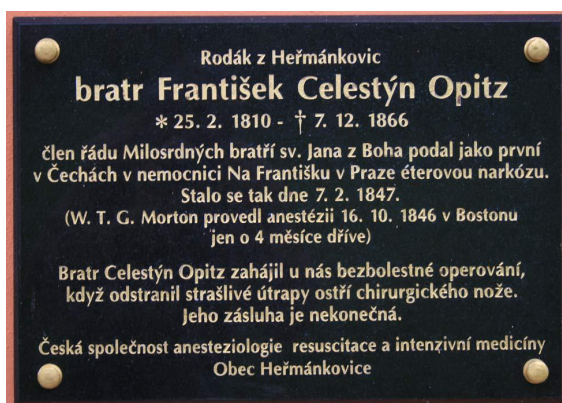 Rodák z Heřmánkovic
bratr František Celestýn Opitz
* 25. 2. 1810 - † 7. 12. 1866
člen řádu Milosrdných bratří sv. Jana z Boha podal jako první
v Čechách v nemocnici Na Františku v Praze éterovou narkózu.
Stalo se tak dne 7. 2. 1847.
(W. T. G. Morton provedl anestézii 16. 10. 1846 v Bostonu
jen o 4 měsíce dříve)
Bratr Celestýn Opitz zahájil u nás bezbolestné operování,
když odstranil strašlivé útrapy ostří chirurgického nože.
Jeho zásluha je nekonečná.
Česká společnost anesteziologie resuscitace a intenzivní medicíny
Obec Heřmánkovice